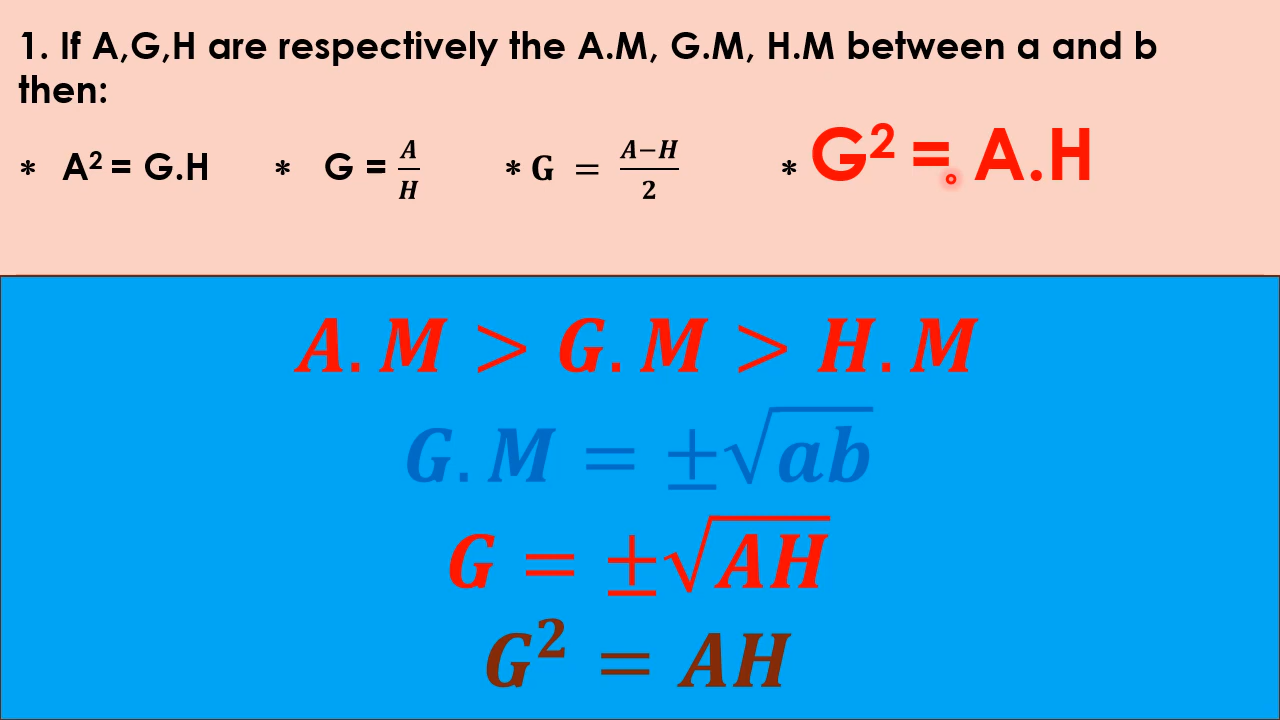 1. If A,G,H are respectively the A.M, G.M, H.M between a and b
then:
* A² = G.H * G = A/H * G = A−H/2 * G² = A.H
A.M > G.M > H.M
G.M = ±√ab
G = ±√AH
G² = AH